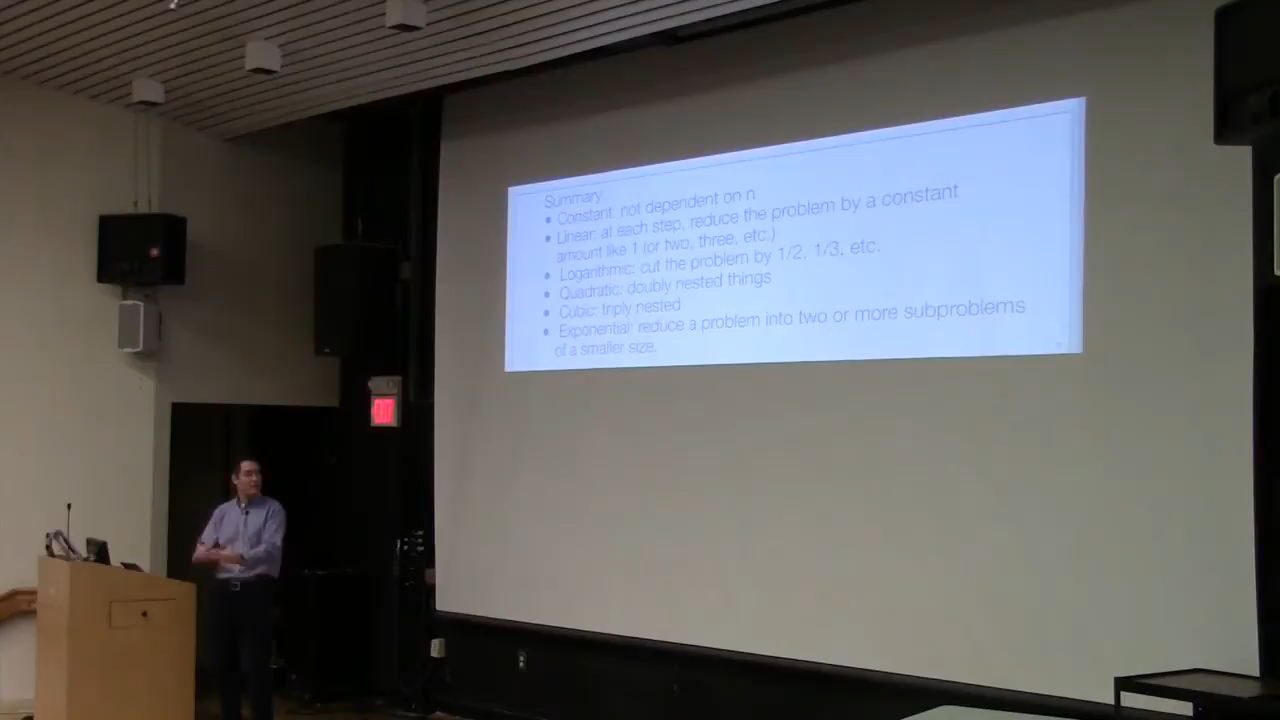 Summary:
• Constant: not dependent on n
• Linear: at each step, reduce the problem by a constant
amount like 1 (or two, three, etc.)
• Logarithmic: cut the problem by 1/2, 1/3, etc.
• Quadratic: doubly nested things
• Cubic: triply nested
• Exponential: reduce a problem into two or more subproblems
of a smaller size.